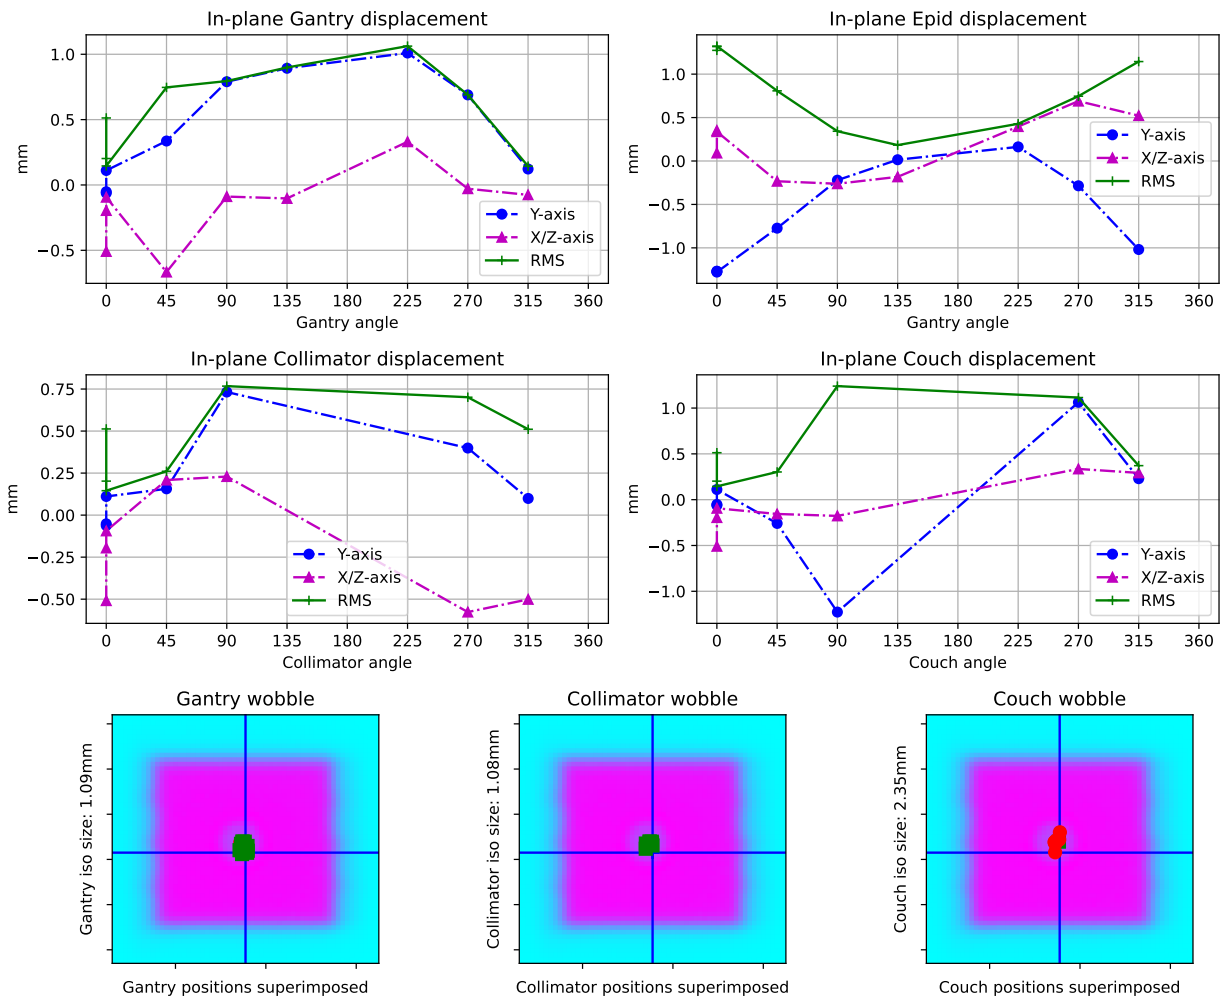 In-plane Gantry displacement
1.0
0.5
0.0
−0.5
mm
0 45 90 135 180 225 270 315 360
Gantry angle
Y-axis
X/Z-axis
RMS
In-plane Epid displacement
1.0
0.5
0.0
−0.5
−1.0
mm
0 45 90 135 180 225 270 315 360
Gantry angle
Y-axis
X/Z-axis
RMS
In-plane Collimator displacement
0.75
0.50
0.25
0.00
−0.25
−0.50
mm
0 45 90 135 180 225 270 315 360
Collimator angle
Y-axis
X/Z-axis
RMS
In-plane Couch displacement
1.0
0.5
0.0
−0.5
−1.0
mm
0 45 90 135 180 225 270 315 360
Couch angle
Y-axis
X/Z-axis
RMS
Gantry wobble
Gantry iso size: 1.09mm
Gantry positions superimposed
Collimator wobble
Collimator iso size: 1.08mm
Collimator positions superimposed
Couch wobble
Couch iso size: 2.35mm
Couch positions superimposed